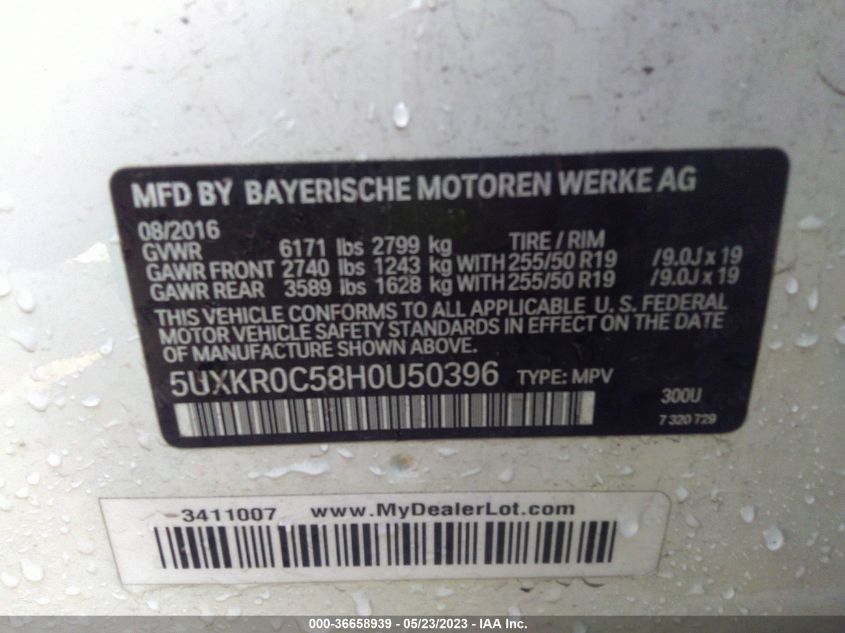 MFD BY BAYERISCHE MOTOREN WERKE AG
08/2016 TIRE / RIM
GVWR 6171 lbs 2799 kg
GAWR FRONT 2740 lbs 1243 kg WITH 255/50 R19 /9.0J x 19
GAWR REAR 3589 lbs 1628 kg WITH 255/50 R19 /9.0J x 19
THIS VEHICLE CONFORMS TO ALL APPLICABLE U. S. FEDERAL
MOTOR VEHICLE SAFETY STANDARDS IN EFFECT ON THE DATE
OF MANUFACTURE SHOWN ABOVE.
5UXKR0C58H0U50396 TYPE: MPV 300U
7 320 729
3411007 www.MyDealerLot.com
000-36658939 - 05/23/2023 - IAA Inc.